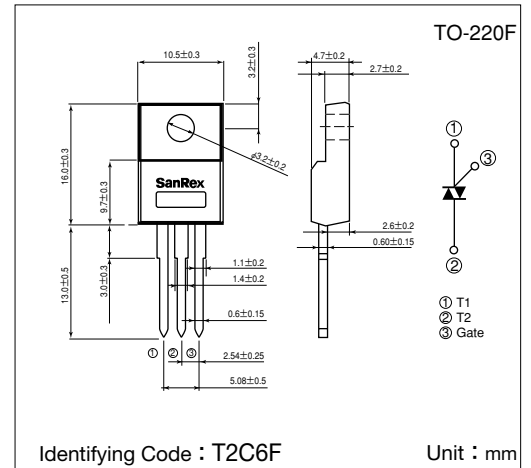 TO-220F
10.5±0.3
3.2±0.3
4.7±0.2
2.7±0.2
16.0±0.3
9.7±0.3
φ3.2±0.2
SanRex
13.0±0.5
3.0±0.3
1.1±0.2
1.4±0.2
0.6±0.15
2.6±0.2
0.60±0.15
① ② ③
2.54±0.25
5.08±0.5
①
③
②
① T1
② T2
③ Gate
Identifying Code：T2C6F
Unit：mm